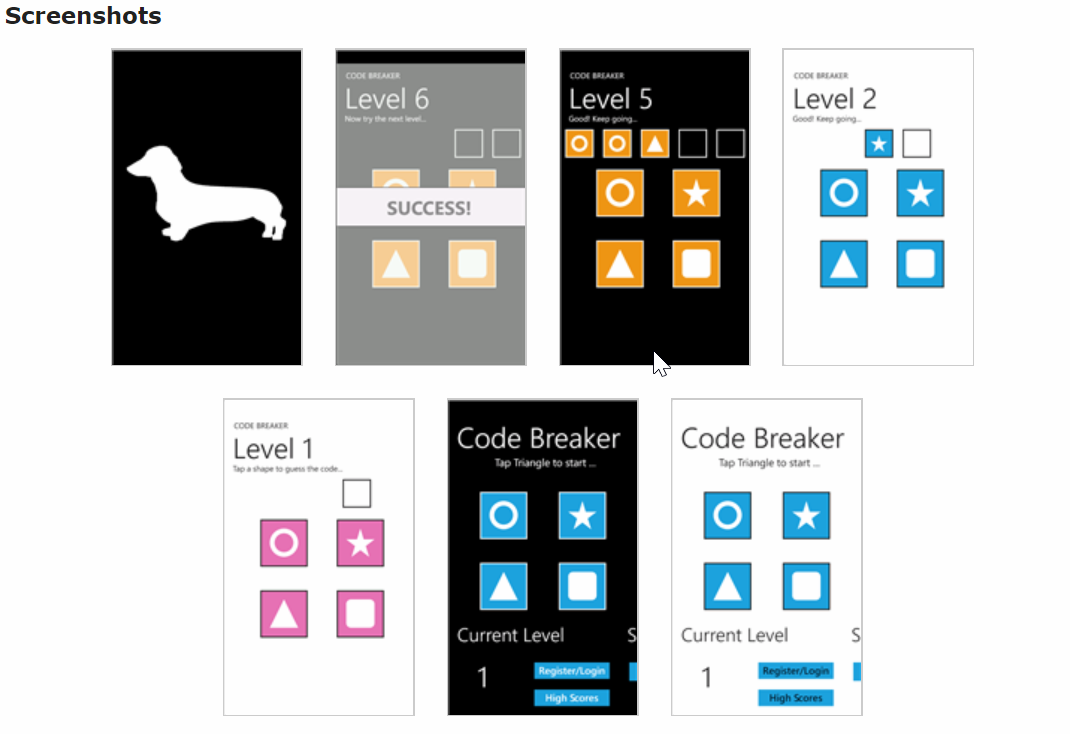 Screenshots
CODE BREAKER
Level 6
Now try the next level...
SUCCESS!
CODE BREAKER
Level 5
Good! Keep going...
CODE BREAKER
Level 2
Good! Keep going...
CODE BREAKER
Level 1
Tap a shape to guess the code...
Code Breaker
Tap Triangle to start ...
Current Level
S
1
Register/Login
High Scores
Code Breaker
Tap Triangle to start ...
Current Level
S
1
Register/Login
High Scores